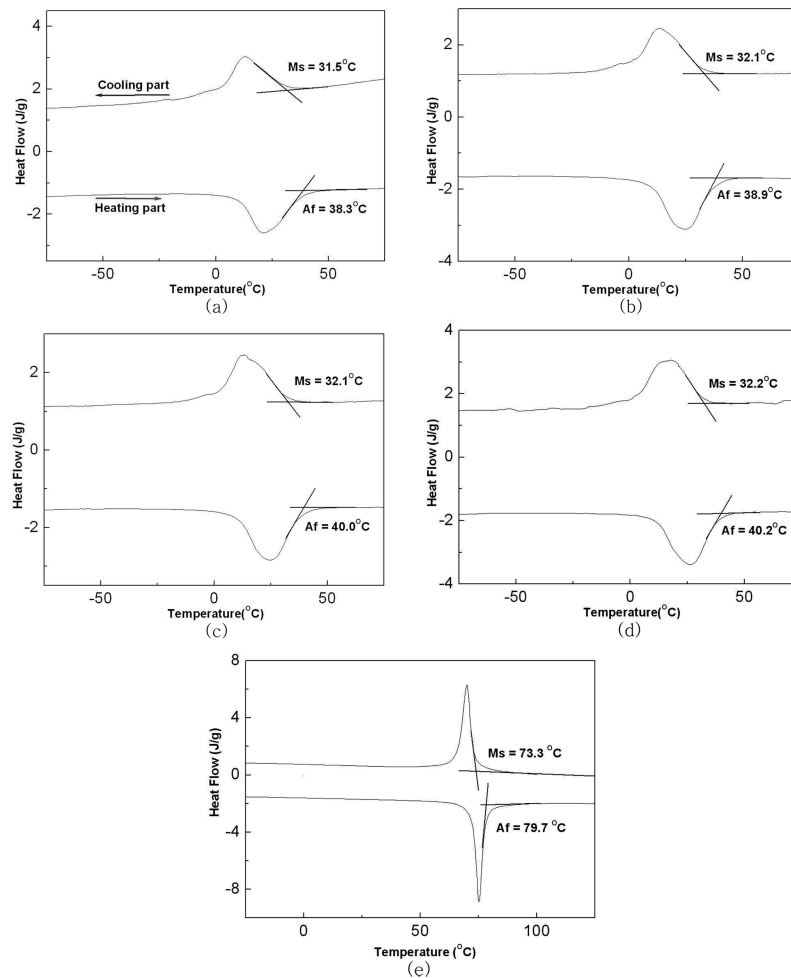 4
2
0
-2
Heat Flow (J/g)
Ms = 31.5°C
Cooling part
Heating part
Af = 38.3°C
-50
0
50
Temperature(°C)
(a)
2
0
-2
-4
Heat Flow (J/g)
Ms = 32.1°C
Af = 38.9°C
-50
0
50
Temperature(°C)
(b)
2
0
-2
Heat Flow (J/g)
Ms = 32.1°C
Af = 40.0°C
-50
0
50
Temperature(°C)
(c)
4
2
0
-2
-4
Heat Flow (J/g)
Ms = 32.2°C
Af = 40.2°C
-50
0
50
Temperature(°C)
(d)
8
4
0
-4
-8
Heat Flow (J/g)
Ms = 73.3 °C
Af = 79.7 °C
0
50
100
Temperature (°C)
(e)